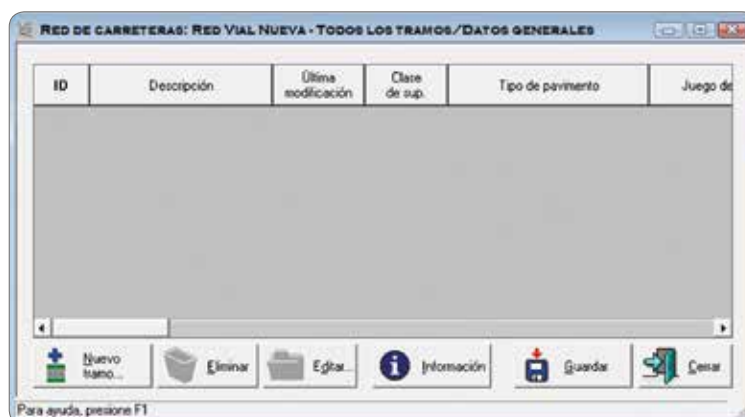 RED DE CARRETERAS: RED VIAL NUEVA - TODOS LOS TRAMOS/DATOS GENERALES
ID Descripción Última modificación Clase de sup. Tipo de pavimento Juego de
Nuevo tramo... Eliminar Editar... Información Guardar Cerrar
Para ayuda, presione F1